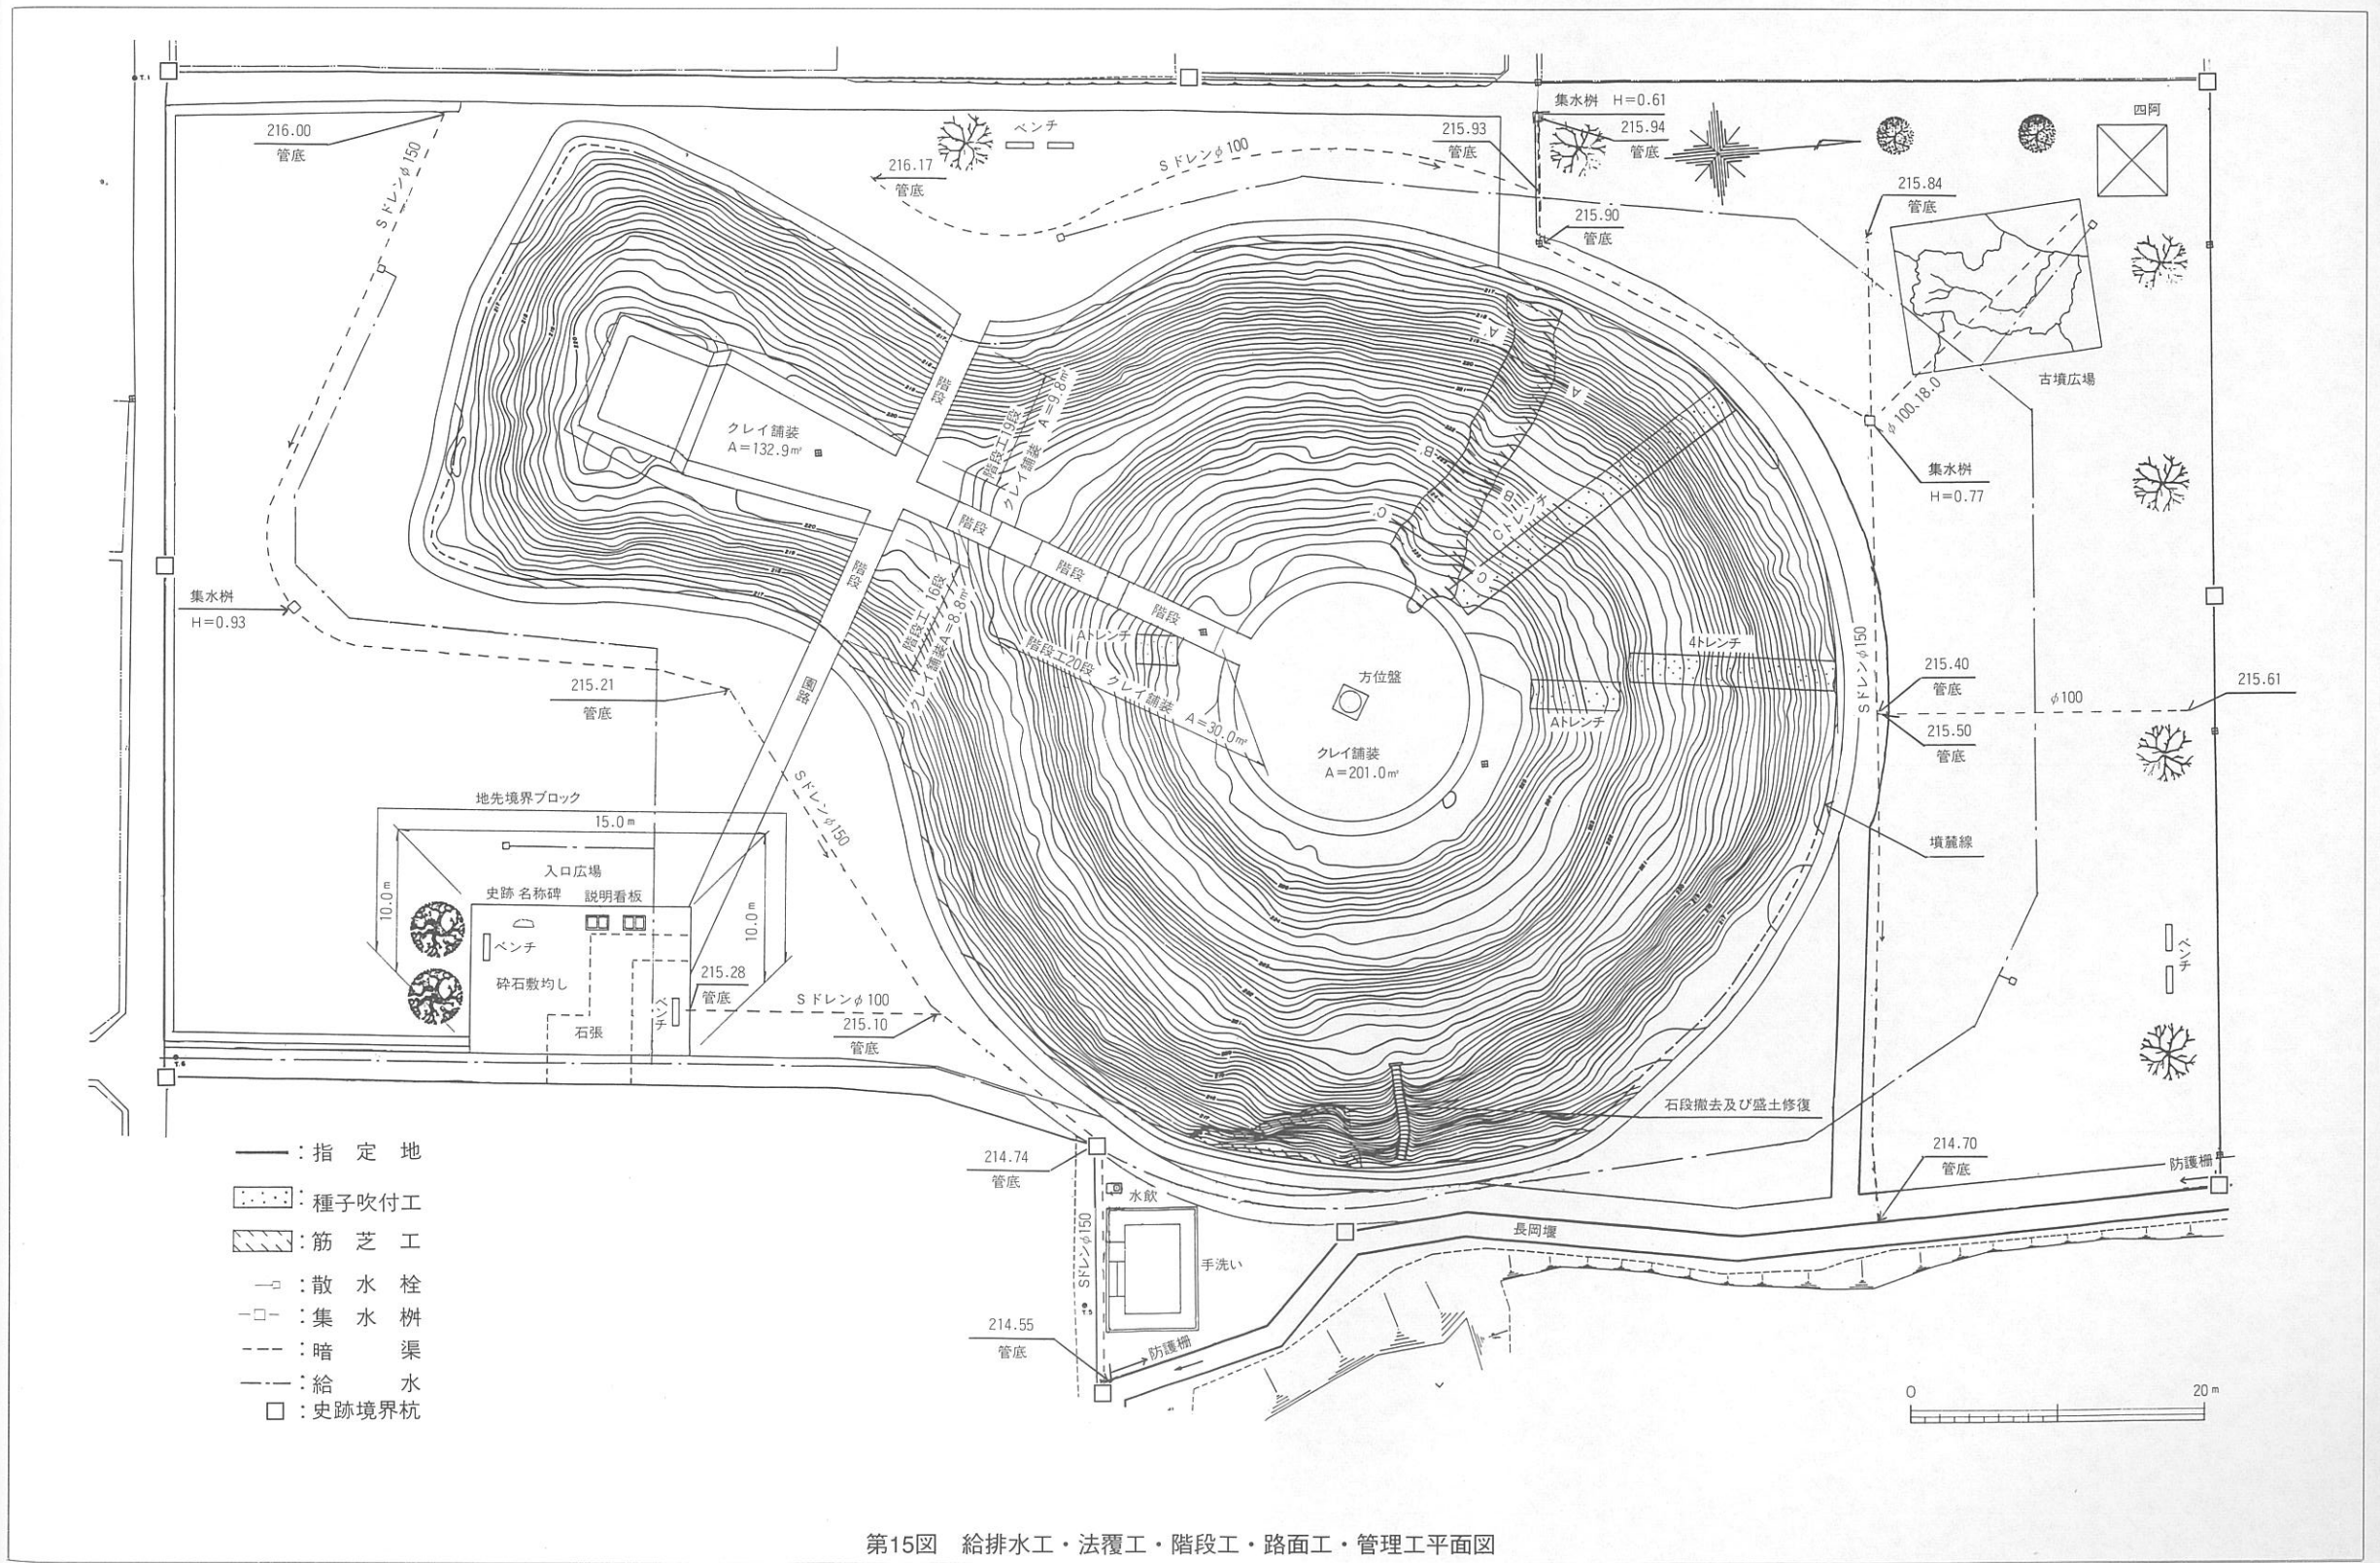 T.1
216.00
管底
Sドレンφ150
ベンチ
216.17
管底
Sドレンφ100
215.93
管底
集水桝 H=0.61
215.94
管底
215.90
管底
四阿
215.84
管底
古墳広場
φ100,18.0
集水桝
H=0.77
クレイ舗装
A=132.9㎡
階段
階段工19段
クレイ舗装 A=9.8㎡
A'
A
B'
B
C'
C
Cトレンチ
階段
階段
階段
階段
階段工 16段
クレイ舗装A=8.8㎡
Aトレンチ
階段工20段
クレイ舗装 A=30.0㎡
集水桝
H=0.93
215.21
管底
園路
方位盤
クレイ舗装
A=201.0㎡
4トレンチ
Aトレンチ
Sドレンφ150
215.40
管底
215.50
管底
φ100
215.61
墳麓線
地先境界ブロック
15.0m
10.0m
10.0m
入口広場
史跡 名称碑
説明看板
ベンチ
砕石敷均し
石張
ベンチ
215.28
管底
Sドレンφ150
Sドレンφ100
215.10
管底
ベンチ
石段撤去及び盛土修復
T.6
214.74
管底
水飲
Sドレンφ150
手洗い
T.5
214.55
管底
防護柵
長岡堰
214.70
管底
防護柵
:指定地
:種子吹付工
:筋芝工
:散水栓
:集水桝
:暗渠
:給水
:史跡境界杭
0
20m
第15図 給排水工・法覆工・階段工・路面工・管理工平面図